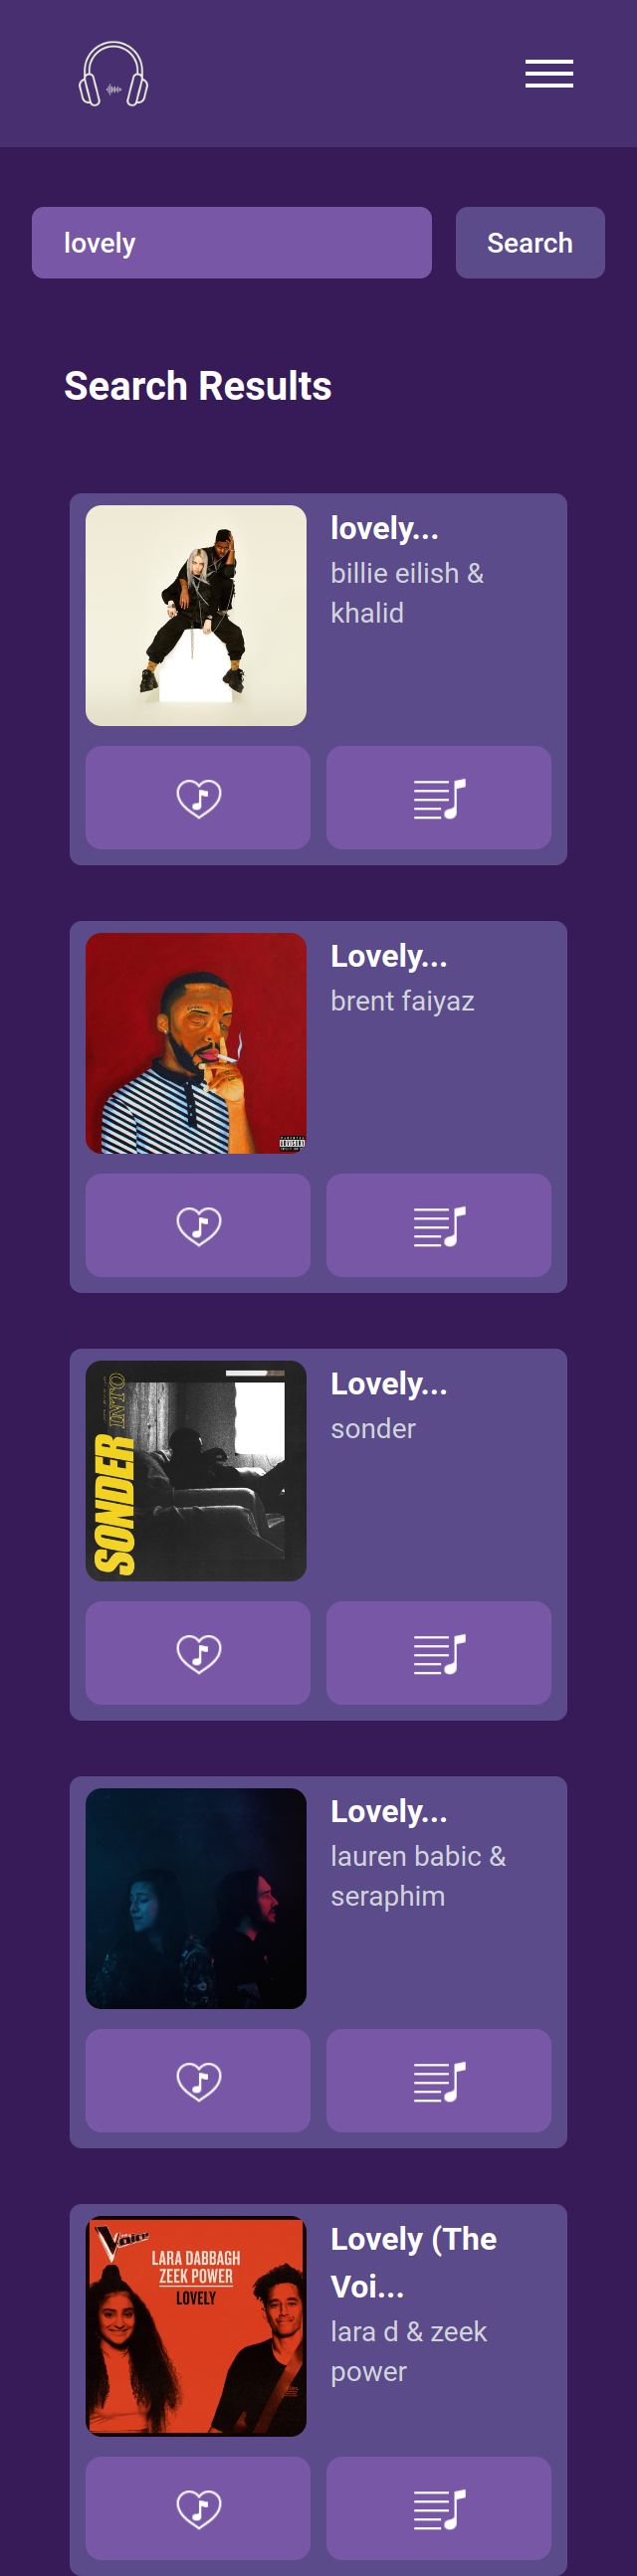 lovely
Search
Search Results
lovely...
billie eilish &
khalid
Lovely...
brent faiyaz
Lovely...
sonder
SONDER
INTO
Lovely...
lauren babic &
seraphim
Lovely (The
Voi...
lara d & zeek
power
Voice
LARA DABBAGH
ZEEK POWER
LOVELY